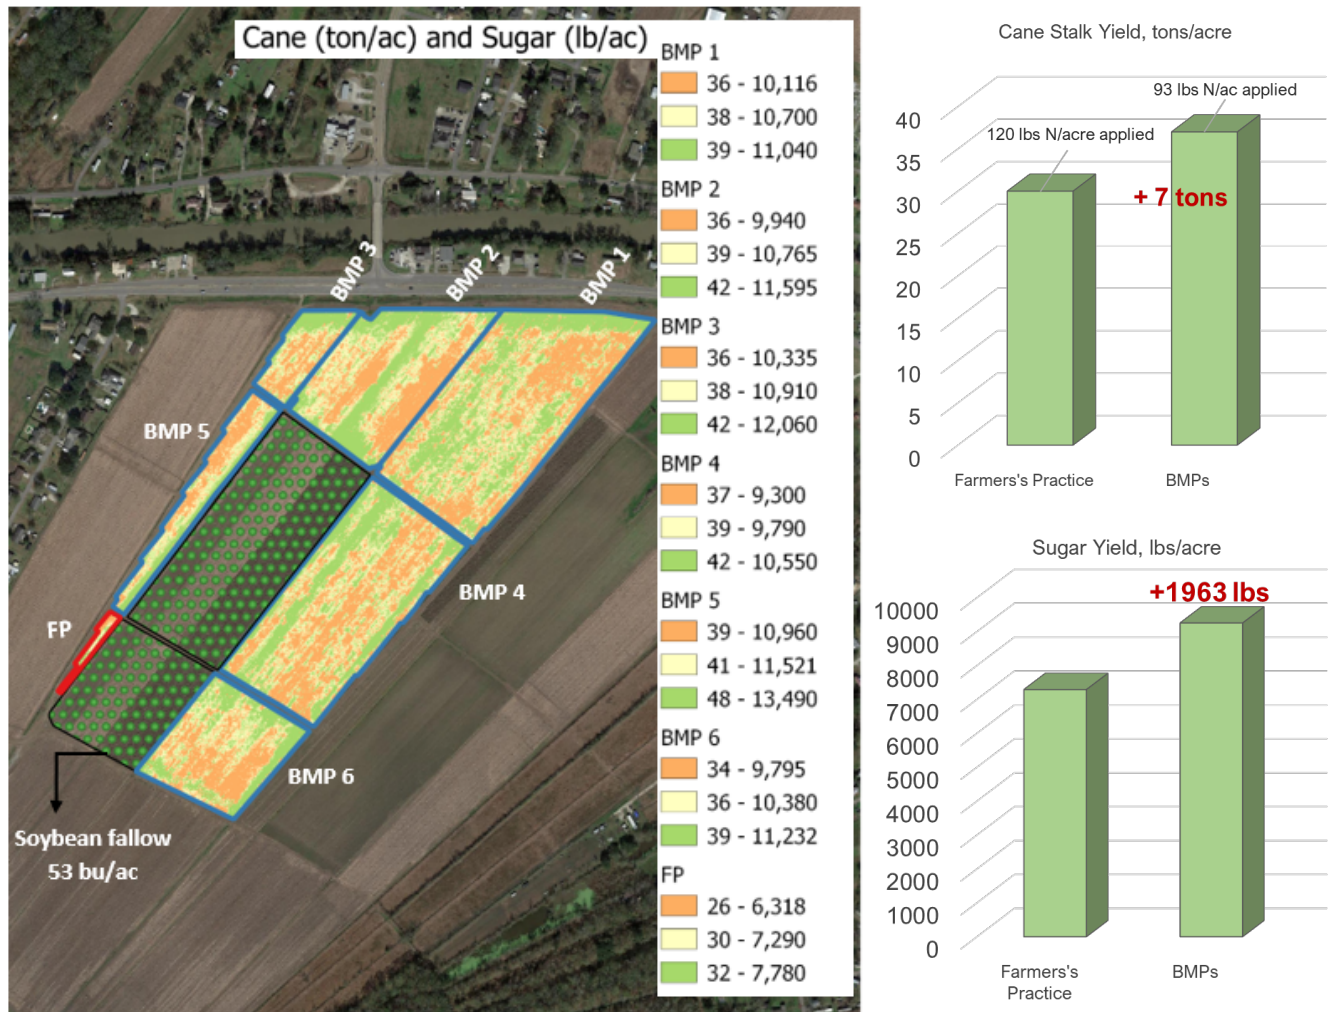 Cane (ton/ac) and Sugar (lb/ac)
BMP 1
36 - 10,116
38 - 10,700
39 - 11,040
BMP 2
36 - 9,940
39 - 10,765
42 - 11,595
BMP 3
36 - 10,335
38 - 10,910
42 - 12,060
BMP 4
37 - 9,300
39 - 9,790
42 - 10,550
BMP 5
39 - 10,960
41 - 11,521
48 - 13,490
BMP 6
34 - 9,795
36 - 10,380
39 - 11,232
FP
26 - 6,318
30 - 7,290
32 - 7,780
BMP 3
BMP 2
BMP 1
BMP 5
BMP 4
FP
BMP 6
Soybean fallow
53 bu/ac
Cane Stalk Yield, tons/acre
93 lbs N/ac applied
120 lbs N/acre applied
+ 7 tons
40
35
30
25
20
15
10
5
0
Farmers's Practice
BMPs
Sugar Yield, lbs/acre
+1963 lbs
10000
9000
8000
7000
6000
5000
4000
3000
2000
1000
0
Farmers's
Practice
BMPs